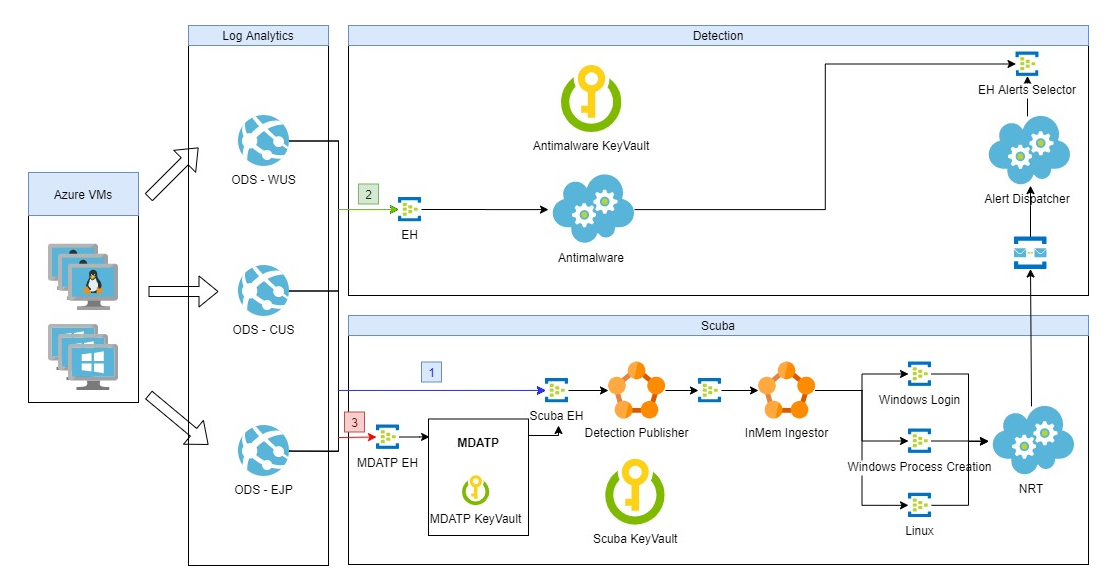 Log Analytics
Detection
EH Alerts Selector
Antimalware KeyVault
ODS - WUS
Azure VMs
2
Alert Dispatcher
EH
Antimalware
ODS - CUS
Scuba
1
Windows Login
Scuba EH
3
Detection Publisher
InMem Ingestor
MDATP
MDATP EH
Windows Process Creation
ODS - EJP
NRT
MDATP KeyVault
Linux
Scuba KeyVault